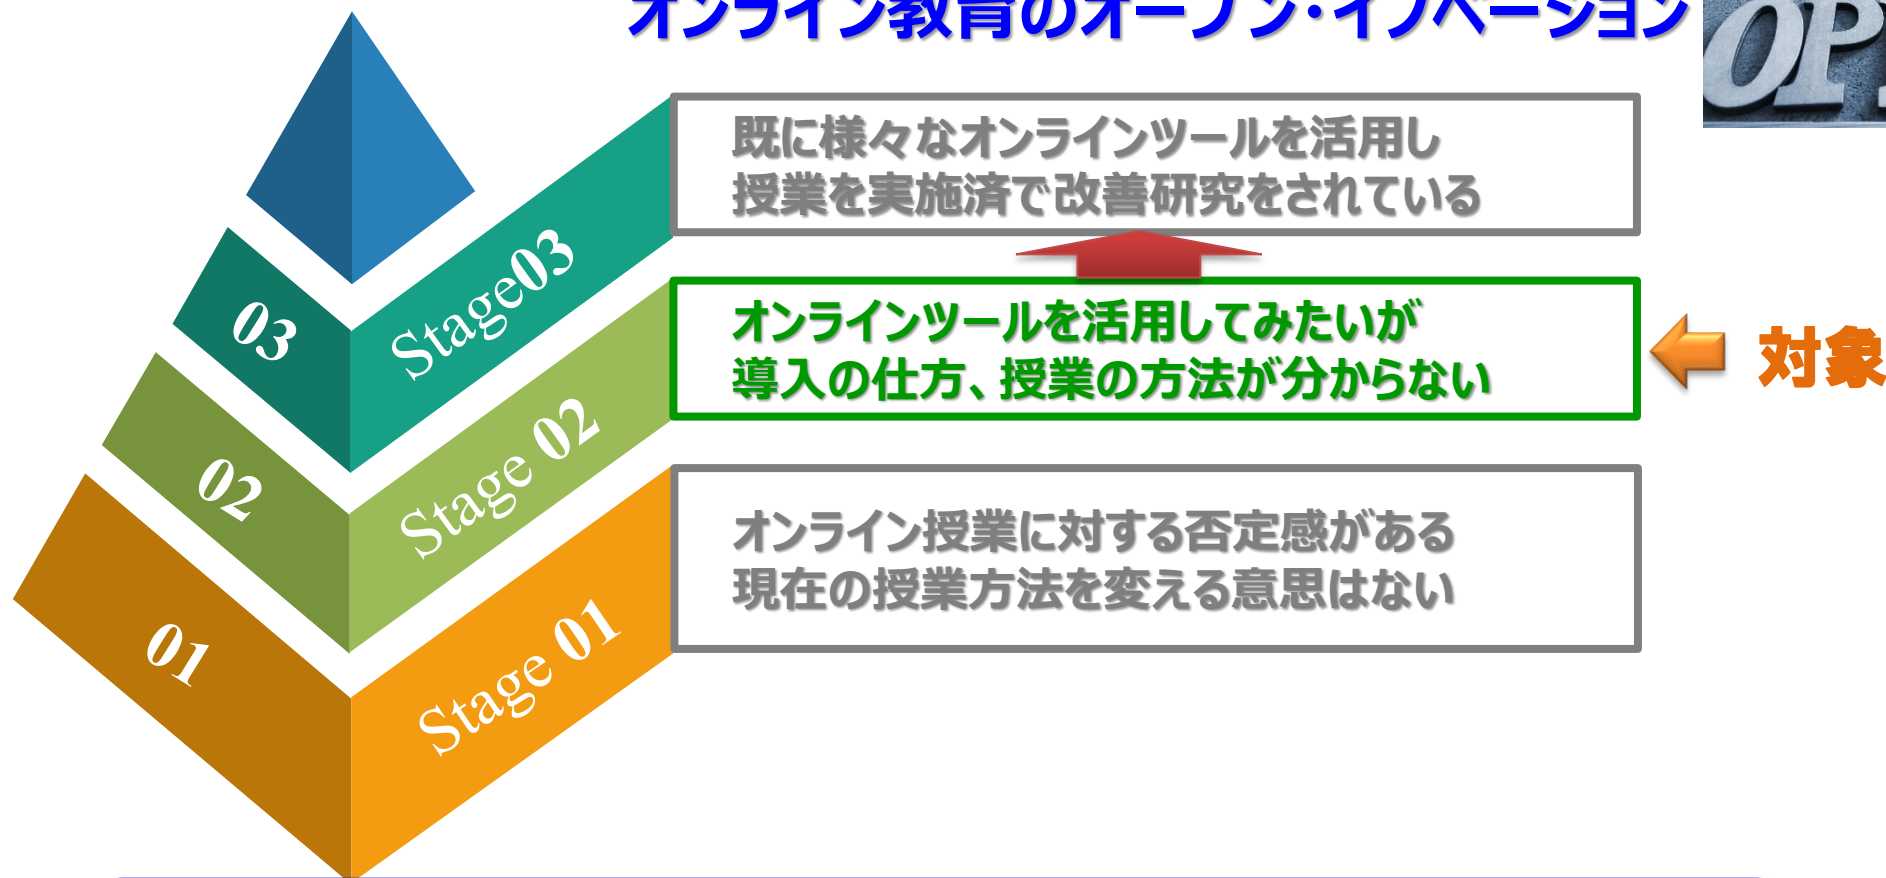 オンライン教育のオープン・イノベーション
OP
既に様々なオンラインツールを活用し
授業を実施済で改善研究をされている
03
Stage03
オンラインツールを活用してみたいが
導入の仕方、授業の方法が分からない
対象
02
Stage 02
オンライン授業に対する否定感がある
現在の授業方法を変える意思はない
01
Stage 01